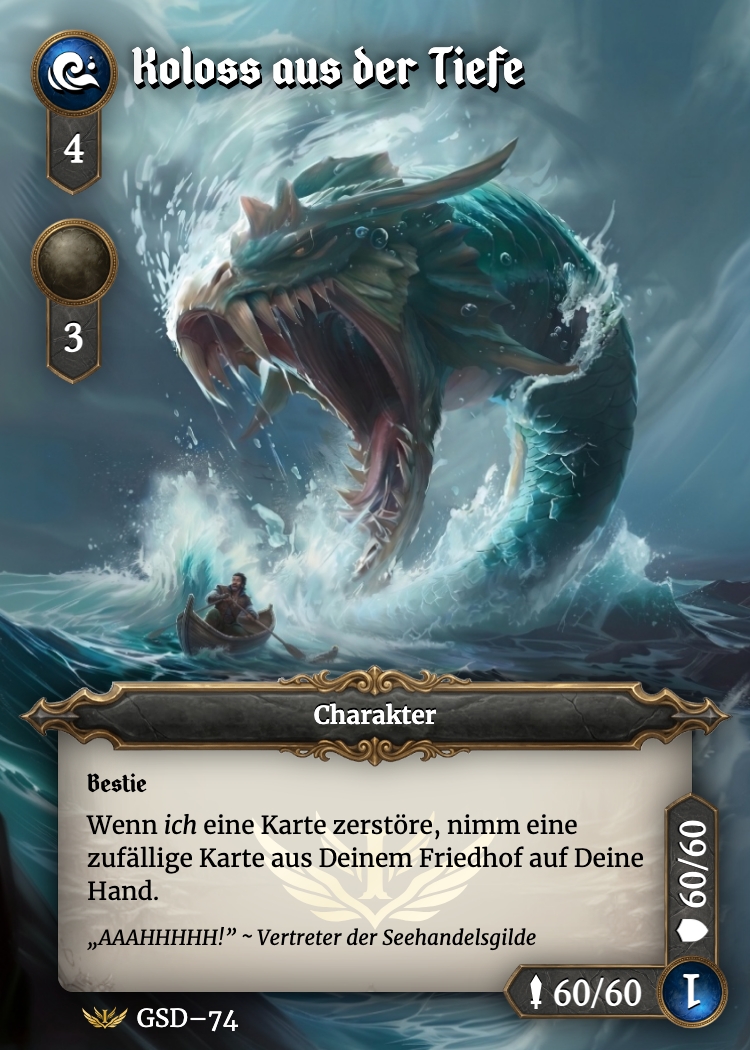 Koloss aus der Tiefe
4
3
Charakter
Bestie
Wenn ich eine Karte zerstöre, nimm eine
zufällige Karte aus Deinem Friedhof auf Deine
Hand.
„AAAHHHHH!” ~ Vertreter der Seehandelsgilde
60/60
60/60
1
GSD–74